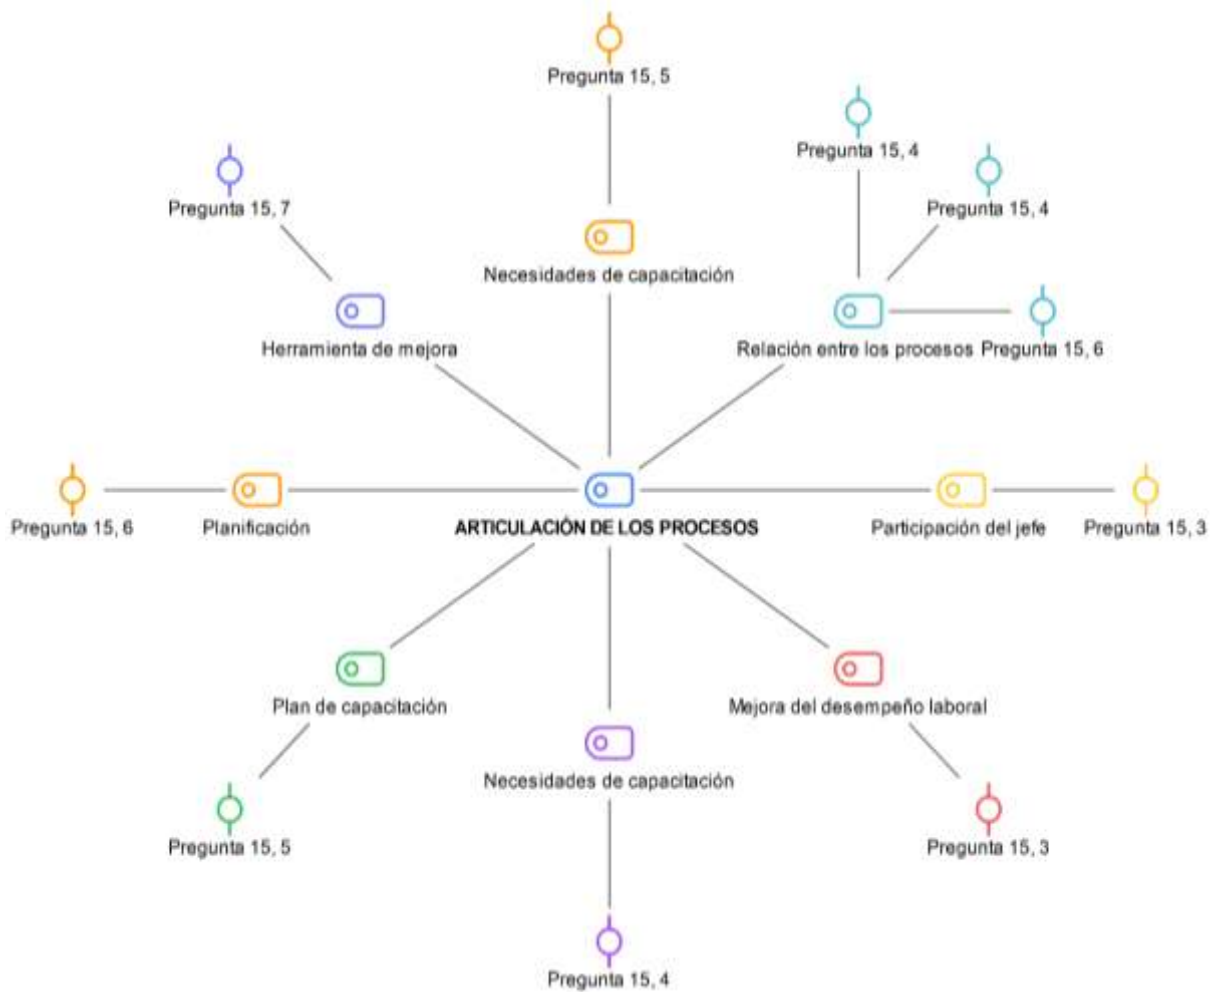 Pregunta 15, 5
Pregunta 15, 4
Pregunta 15, 7
Pregunta 15, 4
Necesidades de capacitación
Herramienta de mejora
Relación entre los procesos
Pregunta 15, 6
Pregunta 15, 6
Planificación
ARTICULACIÓN DE LOS PROCESOS
Participación del jefe
Pregunta 15, 3
Plan de capacitación
Mejora del desempeño laboral
Necesidades de capacitación
Pregunta 15, 5
Pregunta 15, 3
Pregunta 15, 4